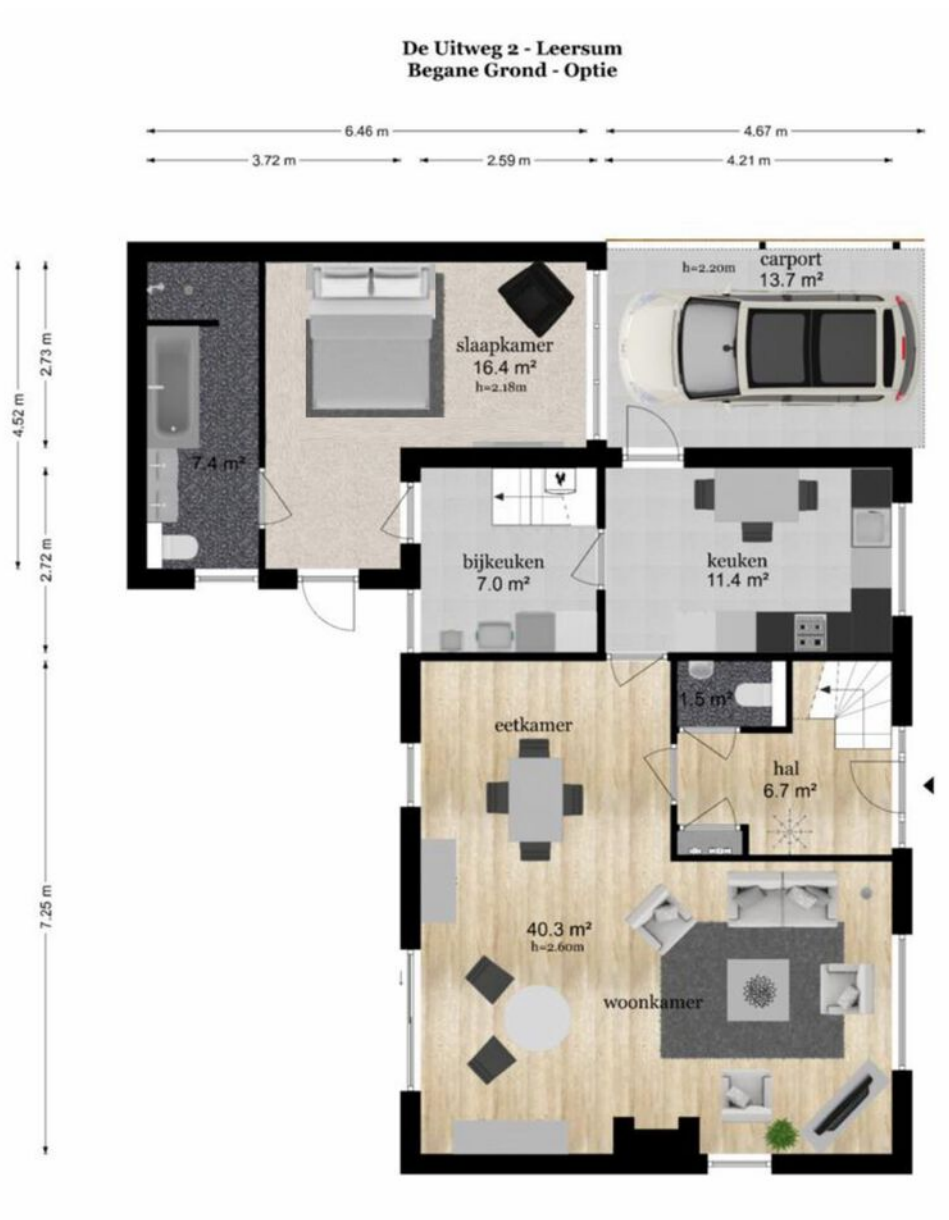 De Uitweg 2 - Leersum
Begane Grond - Optie
6.46 m
4.67 m
3.72 m
2.59 m
4.21 m
4.52 m
2.73 m
2.72 m
7.25 m
h=2.20m
carport
13.7 m²
slaapkamer
16.4 m²
h=2.18m
7.4 m²
bijkeuken
7.0 m²
keuken
11.4 m²
1.5 m²
eetkamer
hal
6.7 m²
40.3 m²
h=2.60m
woonkamer